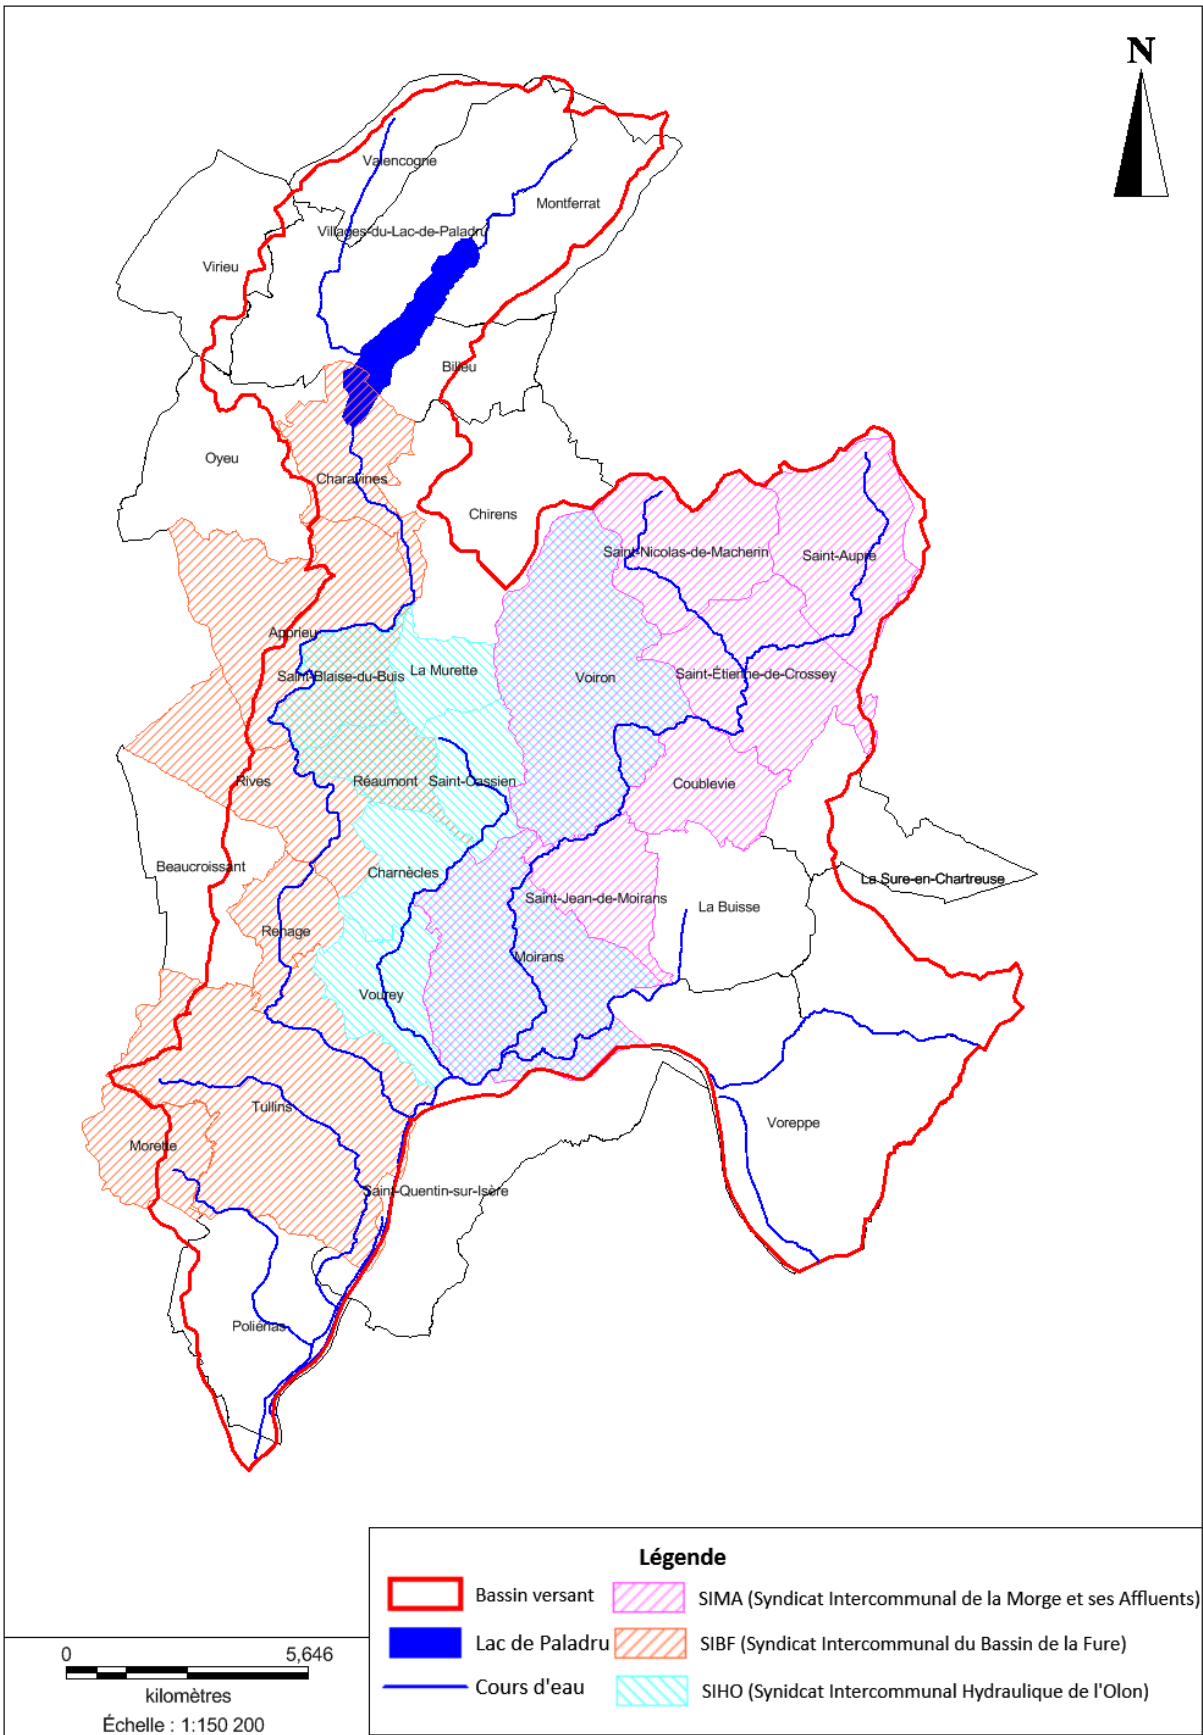 N
Valencogne
Montferrat
Villages-du-Lac-de-Paladru
Virieu
Bilieu
Oyeu
Charavines
Chirens
Saint-Nicolas-de-Macherin
Saint-Aupre
Apprieu
Saint-Blaise-du-Buis
La Murette
Voiron
Saint-Étienne-de-Crossey
Rives
Réaumont
Saint-Cassien
Coublevie
Beaucroissant
Charnècles
La Sure-en-Chartreuse
Saint-Jean-de-Moirans
La Buisse
Renage
Moirans
Vourey
Tullins
Voreppe
Morette
Saint-Quentin-sur-Isère
Poliénas
Légende
Bassin versant
SIMA (Syndicat Intercommunal de la Morge et ses Affluents)
Lac de Paladru
SIBF (Syndicat Intercommunal du Bassin de la Fure)
Cours d'eau
SIHO (Synidcat Intercommunal Hydraulique de l'Olon)
0 5,646
kilomètres
Échelle : 1:150 200